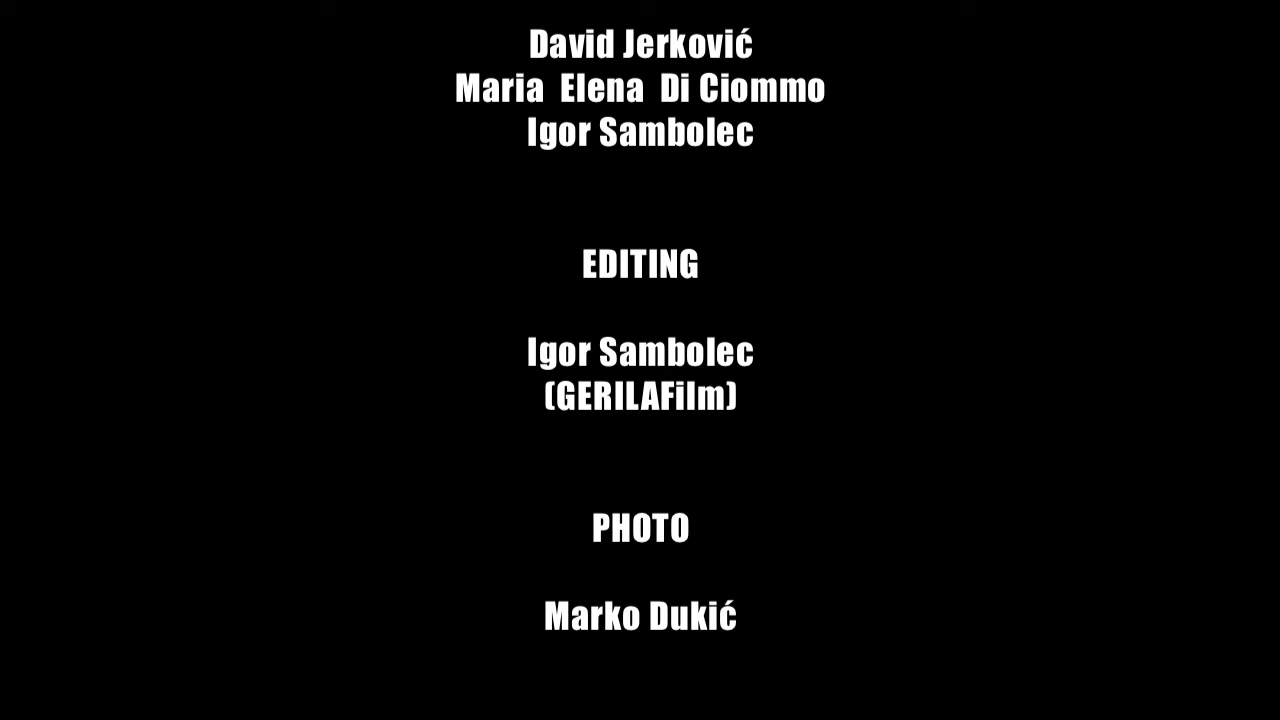 David Jerković
Maria Elena Di Ciommo
Igor Sambolec
EDITING
Igor Sambolec
(GERILAFilm)
PHOTO
Marko Dukić